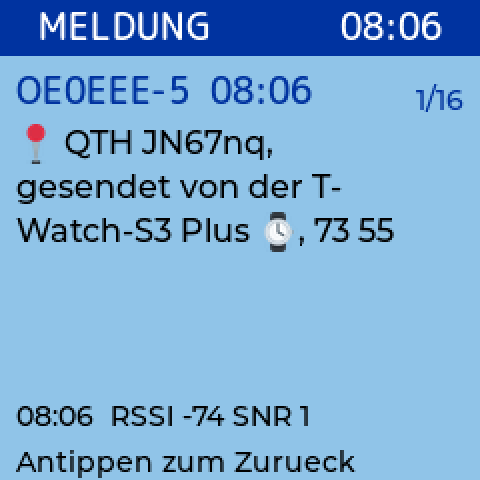 MELDUNG 08:06
OE0EEE-5 08:06 1/16
📍 QTH JN67nq,
gesendet von der T-
Watch-S3 Plus ⌚, 73 55
08:06 RSSI -74 SNR 1
Antippen zum Zurueck